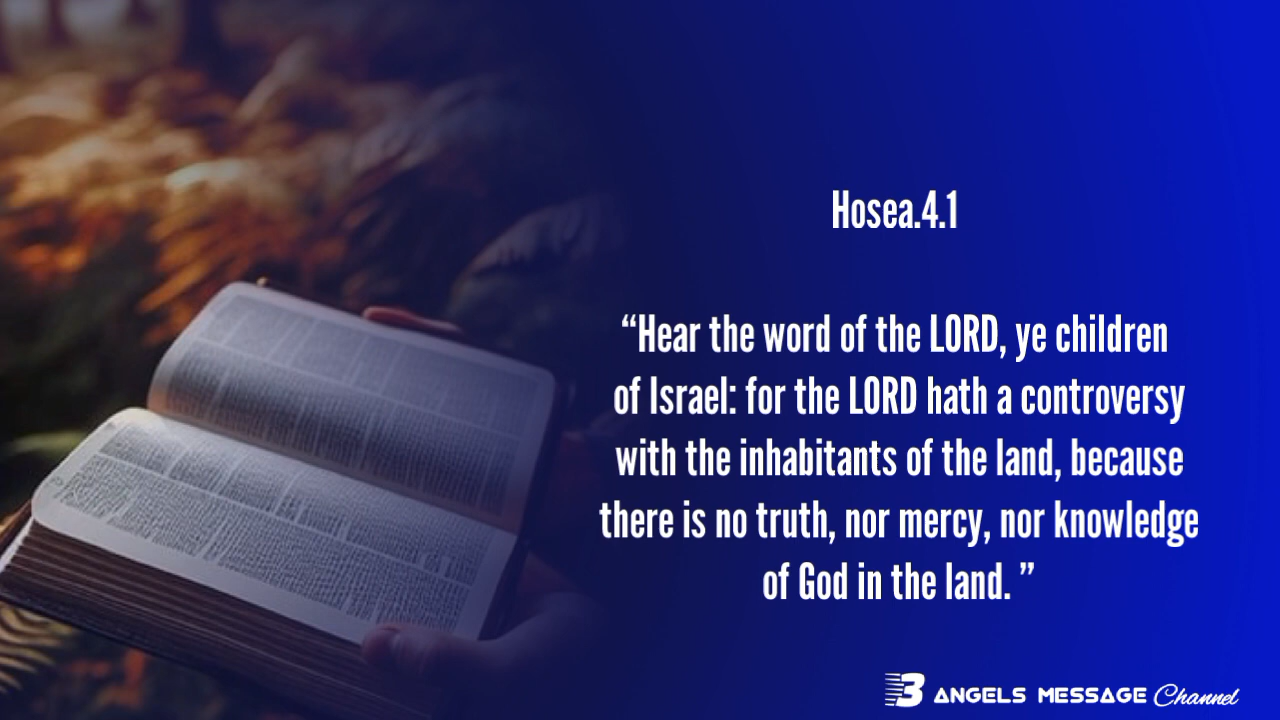 Hosea.4.1
“Hear the word of the LORD, ye children
of Israel: for the LORD hath a controversy
with the inhabitants of the land, because
there is no truth, nor mercy, nor knowledge
of God in the land. ”
3 ANGELS MESSAGE Channel